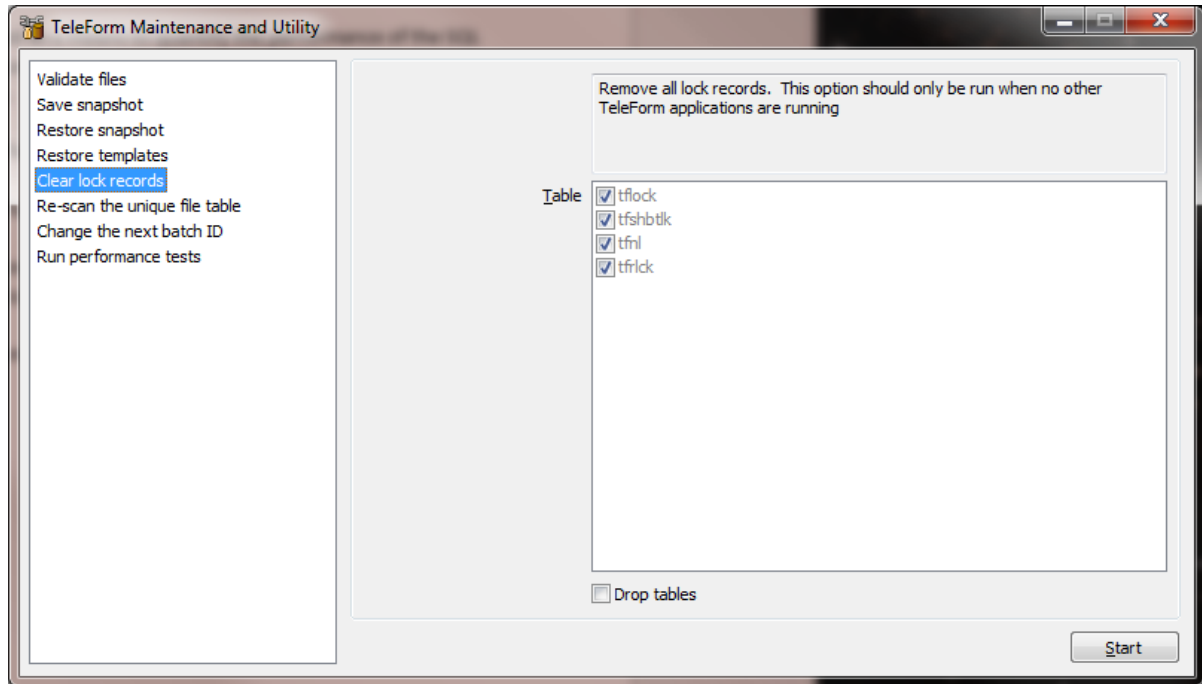 TeleForm Maintenance and Utility
Validate files
Save snapshot
Restore snapshot
Restore templates
Clear lock records
Re-scan the unique file table
Change the next batch ID
Run performance tests
Remove all lock records.  This option should only be run when no other
TeleForm applications are running
Table
tflock
tfshbtlk
tfnl
tfrlck
Drop tables
Start